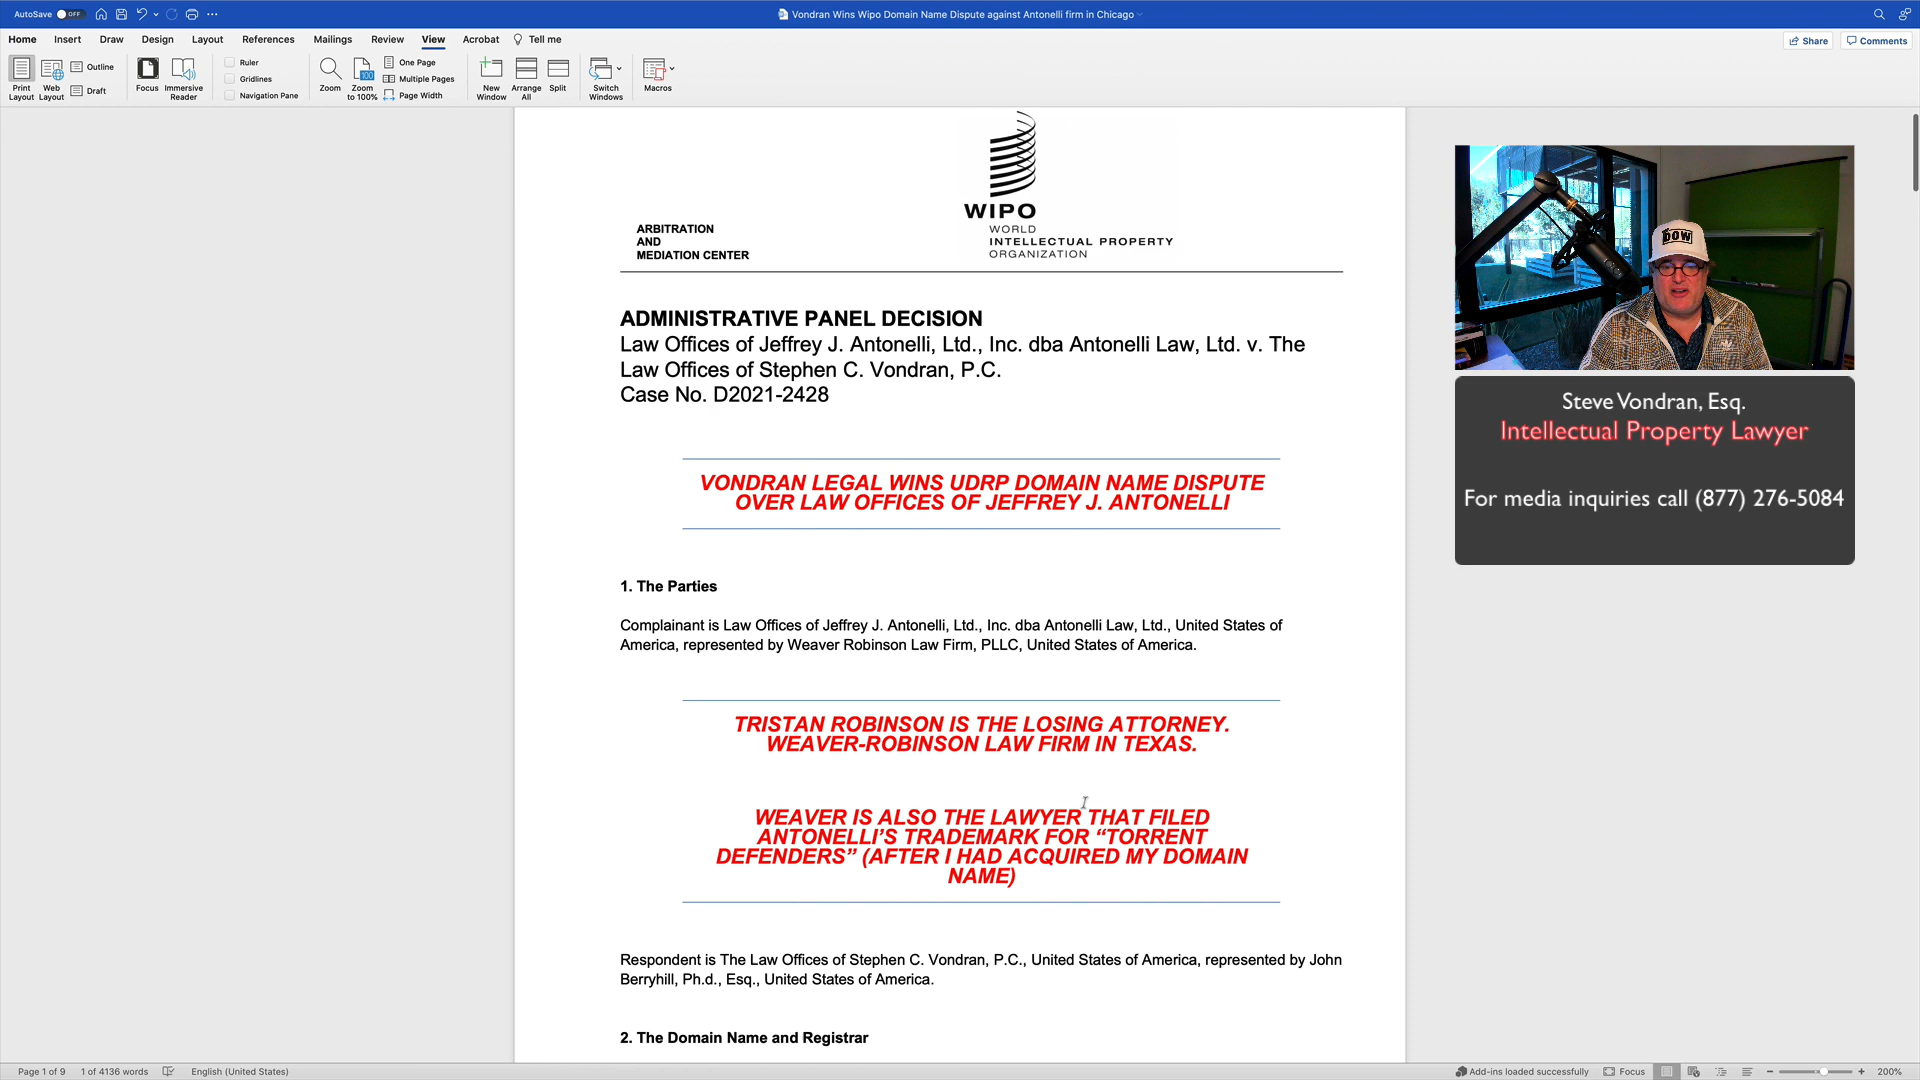 AutoSave OFF
Vondran Wins Wipo Domain Name Dispute against Antonelli firm in Chicago
Home Insert Draw Design Layout References Mailings Review View Acrobat Tell me
Share Comments
Print Layout
Web Layout
Outline
Draft
Focus
Immersive Reader
Ruler
Gridlines
Navigation Pane
Zoom
Zoom to 100%
100
One Page
Multiple Pages
Page Width
New Window
Arrange All
Split
Switch Windows
Macros
WIPO
WORLD
INTELLECTUAL PROPERTY
ORGANIZATION
ARBITRATION
AND
MEDIATION CENTER
ADMINISTRATIVE PANEL DECISION
Law Offices of Jeffrey J. Antonelli, Ltd., Inc. dba Antonelli Law, Ltd. v. The
Law Offices of Stephen C. Vondran, P.C.
Case No. D2021-2428
VONDRAN LEGAL WINS UDRP DOMAIN NAME DISPUTE
OVER LAW OFFICES OF JEFFREY J. ANTONELLI
1. The Parties
Complainant is Law Offices of Jeffrey J. Antonelli, Ltd., Inc. dba Antonelli Law, Ltd., United States of
America, represented by Weaver Robinson Law Firm, PLLC, United States of America.
TRISTAN ROBINSON IS THE LOSING ATTORNEY.
WEAVER-ROBINSON LAW FIRM IN TEXAS.
WEAVER IS ALSO THE LAWYER THAT FILED
ANTONELLI'S TRADEMARK FOR “TORRENT
DEFENDERS” (AFTER I HAD ACQUIRED MY DOMAIN
NAME)
Respondent is The Law Offices of Stephen C. Vondran, P.C., United States of America, represented by John
Berryhill, Ph.d., Esq., United States of America.
2. The Domain Name and Registrar
DOW
Steve Vondran, Esq.
Intellectual Property Lawyer
For media inquiries call (877) 276-5084
Page 1 of 9 1 of 4136 words English (United States)
Add-ins loaded successfully Focus 200%